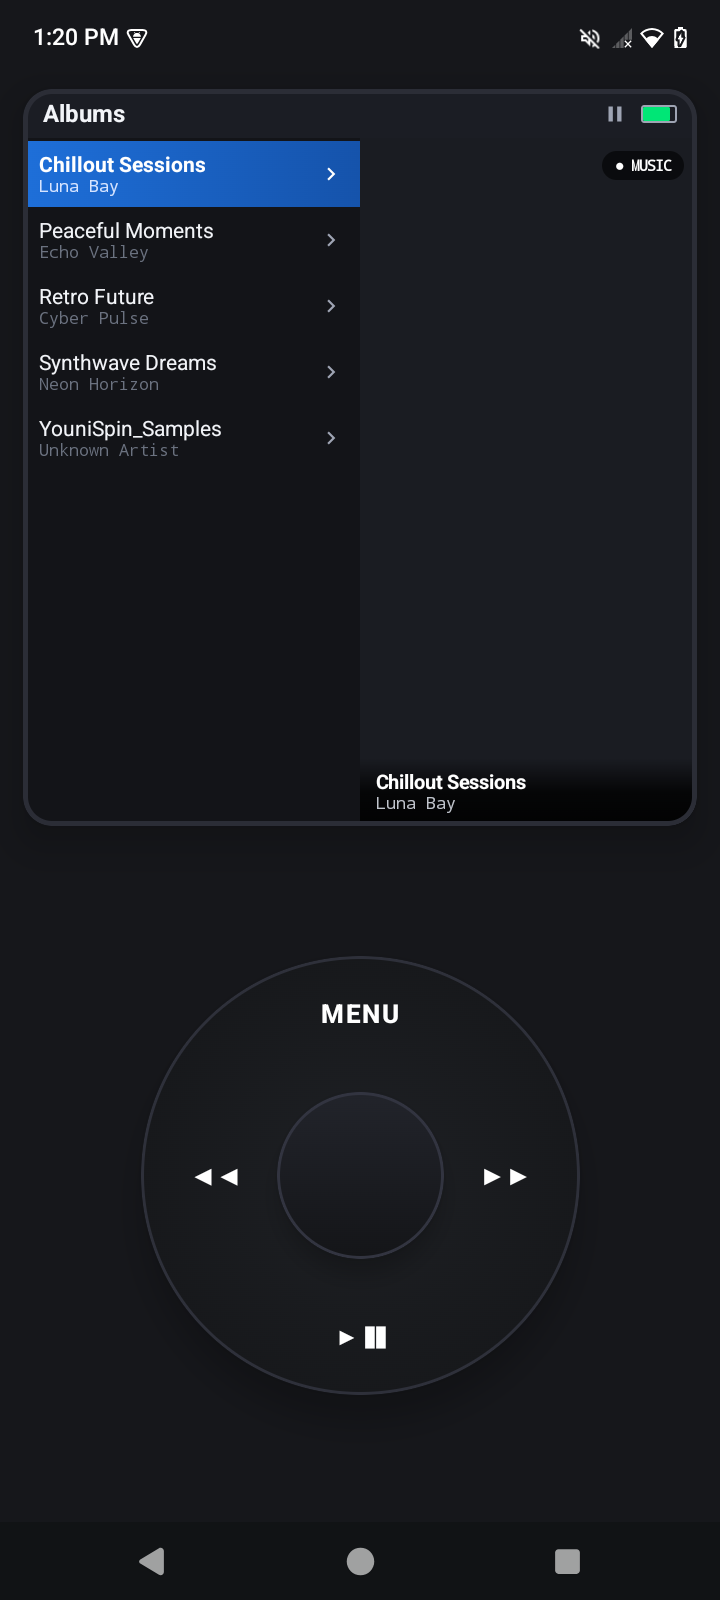 1:20 PM
Albums
Chillout Sessions
Luna Bay
MUSIC
Peaceful Moments
Echo Valley
Retro Future
Cyber Pulse
Synthwave Dreams
Neon Horizon
YouniSpin_Samples
Unknown Artist
Chillout Sessions
Luna Bay
MENU